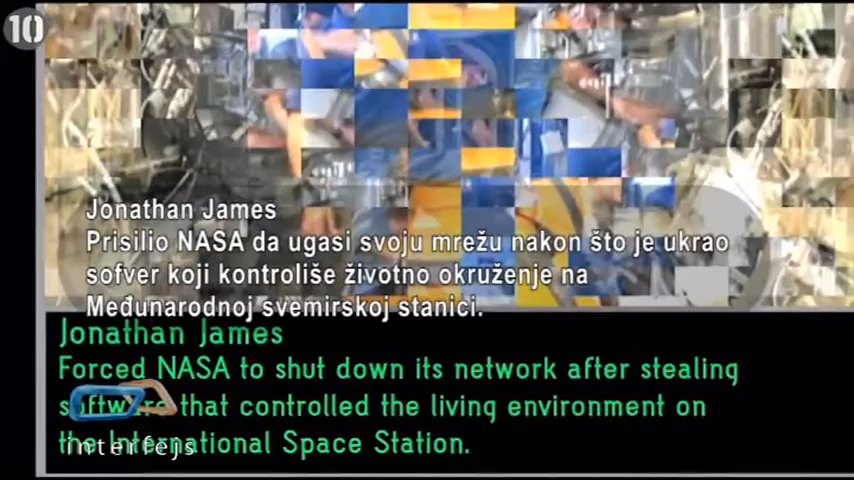 10
Jonathan James
Prisilio NASA da ugasi svoju mrežu nakon što je ukrao
sofver koji kontroliše životno okruženje na
Međunarodnoj svemirskoj stanici.
Jonathan James
Forced NASA to shut down its network after stealing
software that controlled the living environment on
the International Space Station.
interfejs